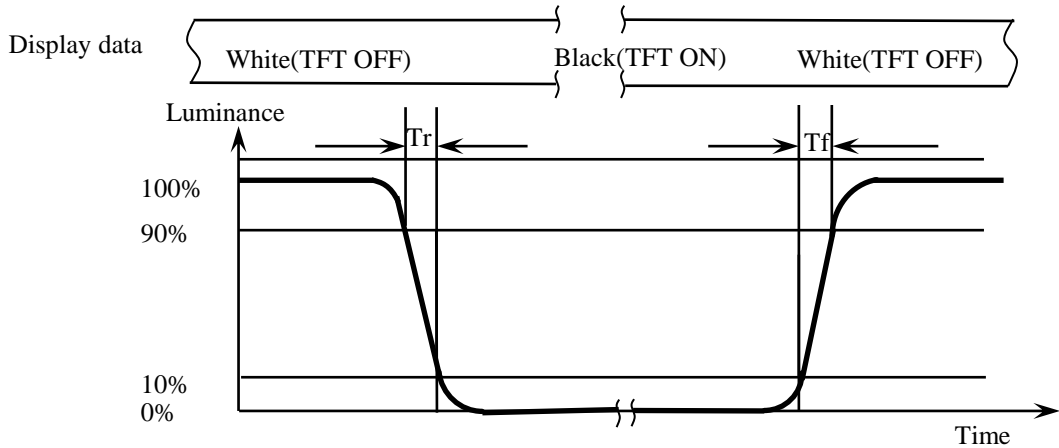 Display data
White(TFT OFF) Black(TFT ON) White(TFT OFF)
Luminance
Tr Tf
100%
90%
10%
0%
Time